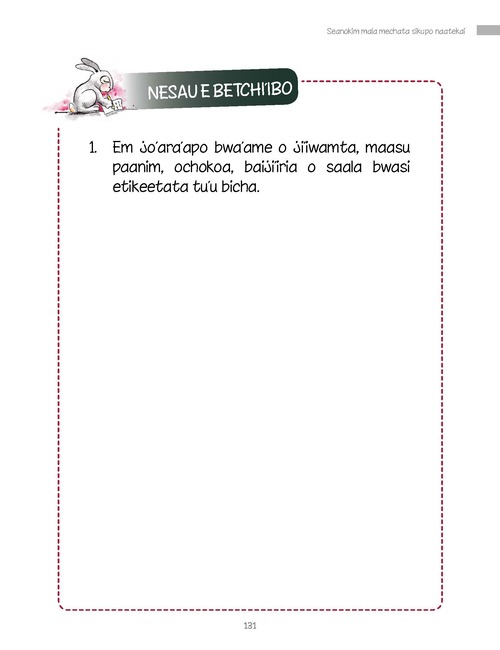 Seanokim mala mechata sikupo naatekai
NESAU E BETCHI'IBO
1. Em jo'ara'apo bwa'ame o jiiwamta, maasu
paanim, ochokoa, baijiiria o saala bwasi
etikeetata tu'u bicha.
131